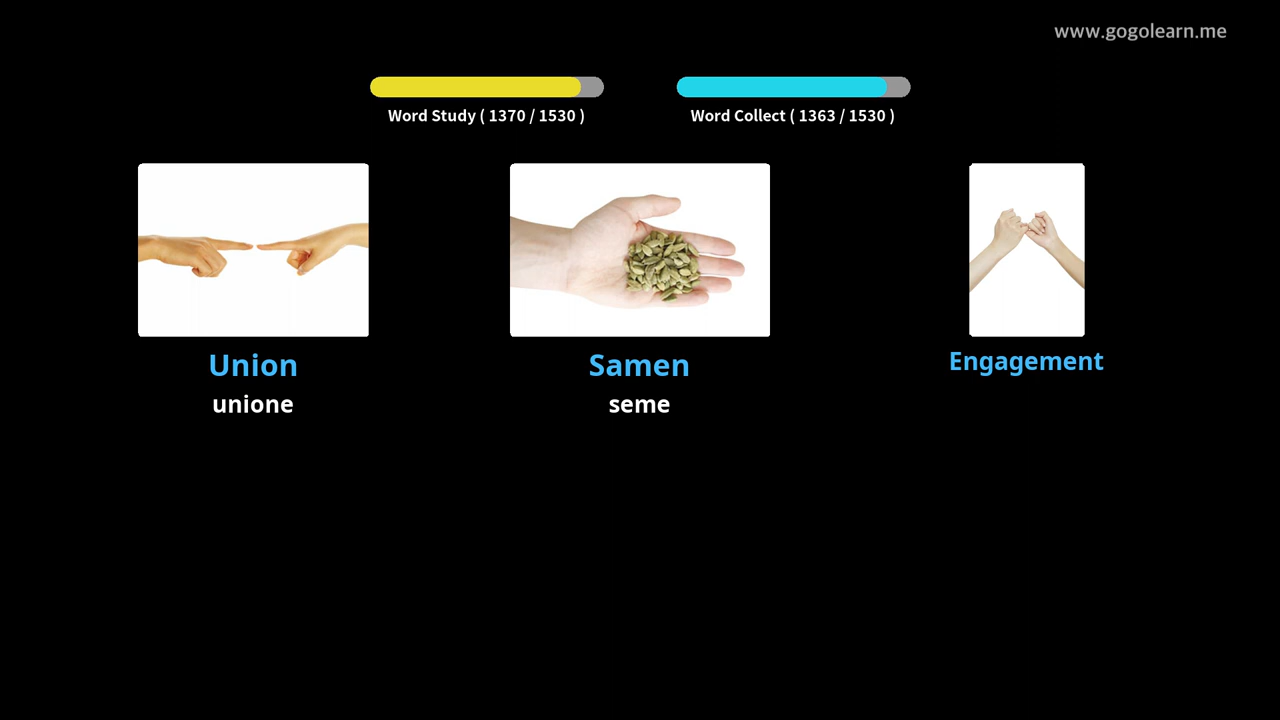 www.gogolearn.me
Word Study ( 1370 / 1530 )
Word Collect ( 1363 / 1530 )
Union
Samen
Engagement
unione
seme